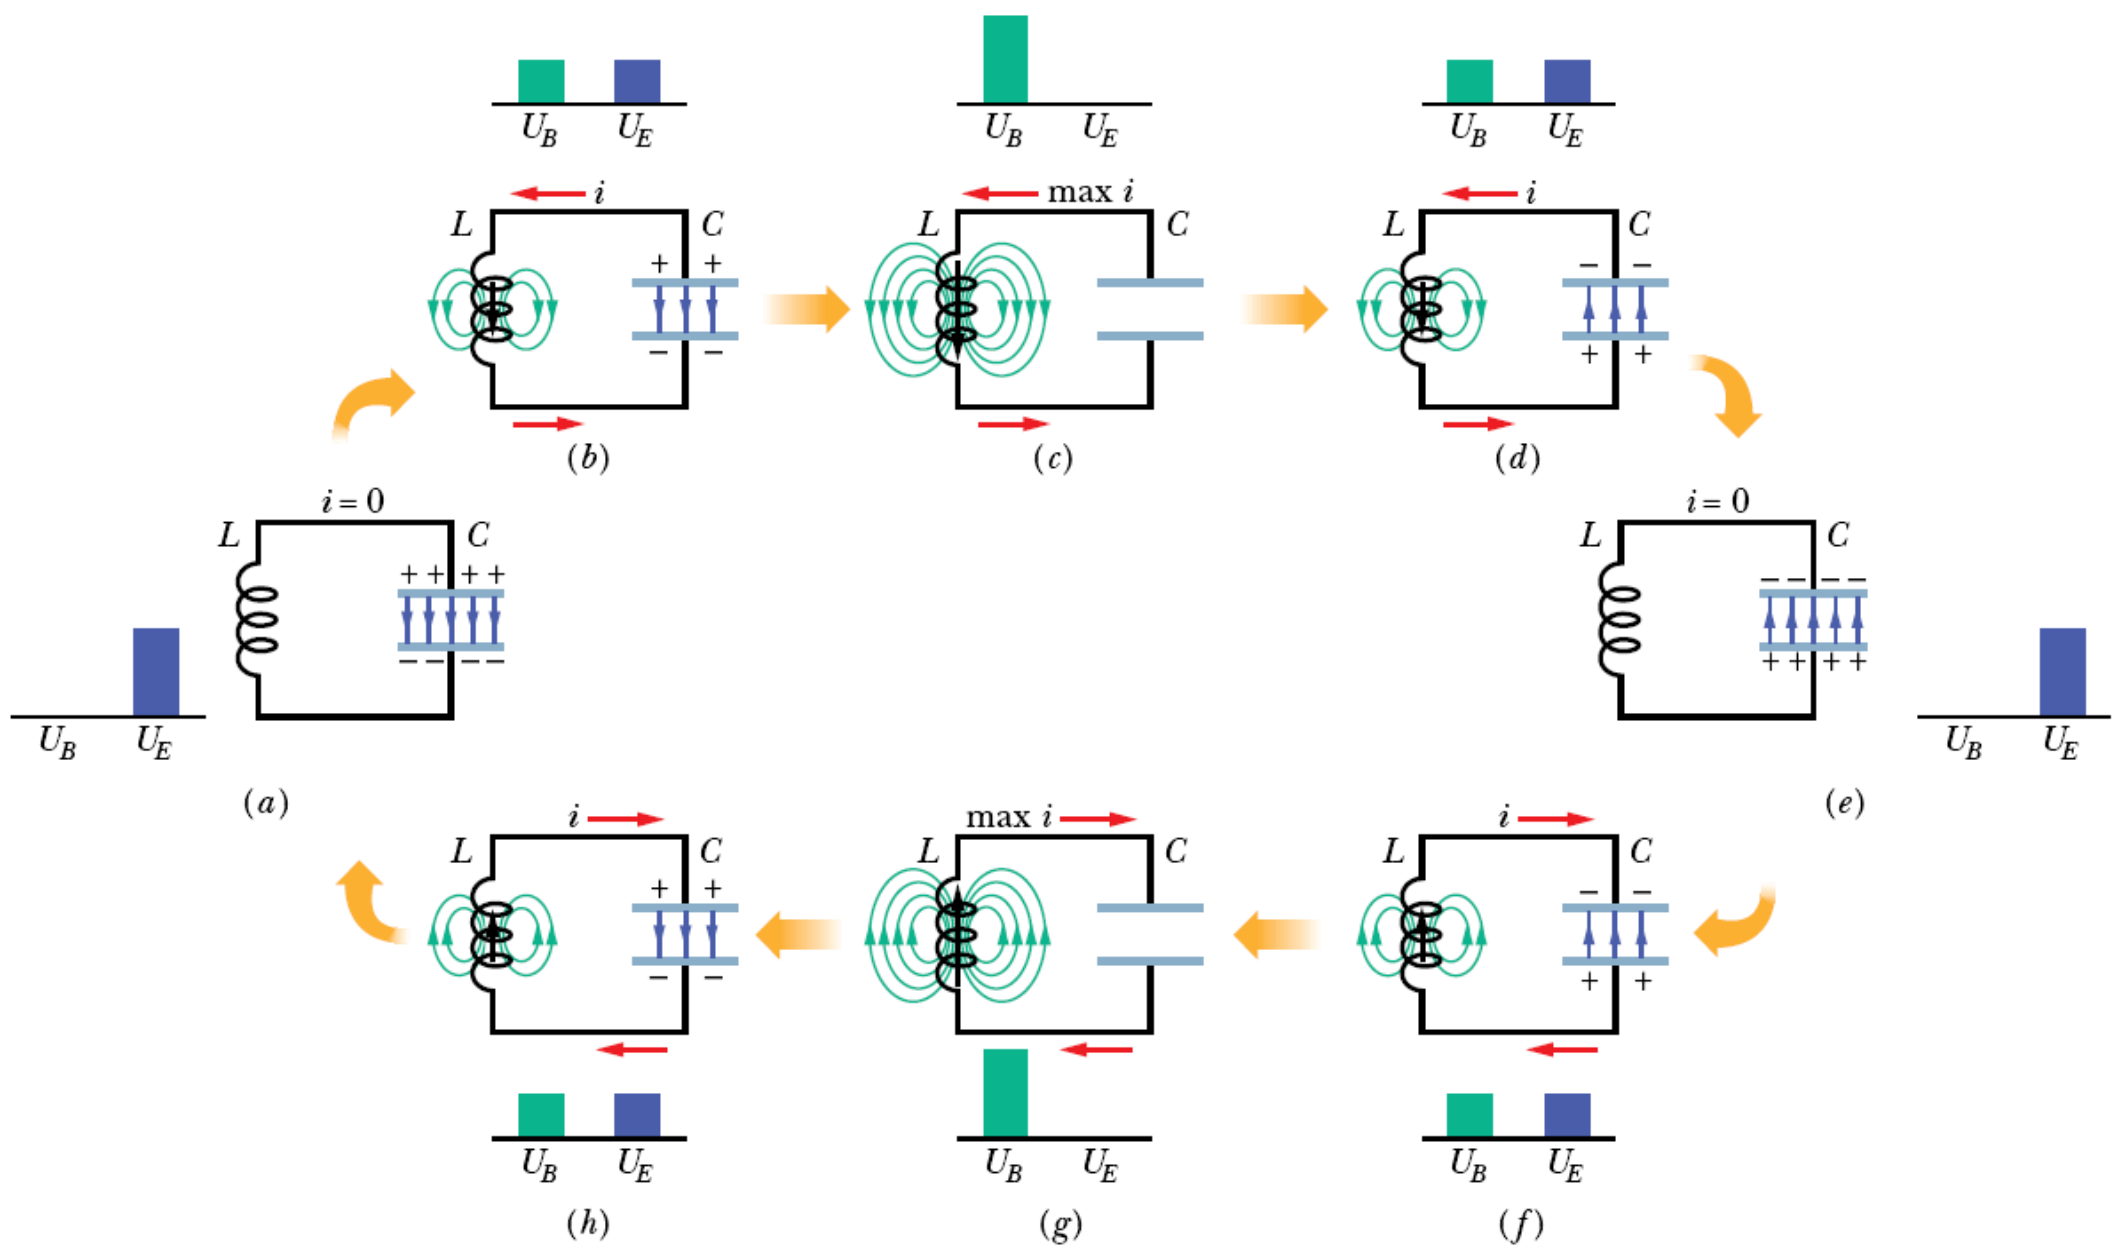 U_B U_E
U_B U_E
U_B U_E
i
max i
i
L C
L C
L C
+ +
− −
− −
+ +
(b)
(c)
(d)
i = 0
i = 0
L C
L C
+ + + +
− − − −
− − − −
+ + + +
U_B U_E
U_B U_E
(a)
(e)
i
max i
i
L C
L C
L C
+ +
− −
− −
+ +
U_B U_E
U_B U_E
U_B U_E
(h)
(g)
(f)